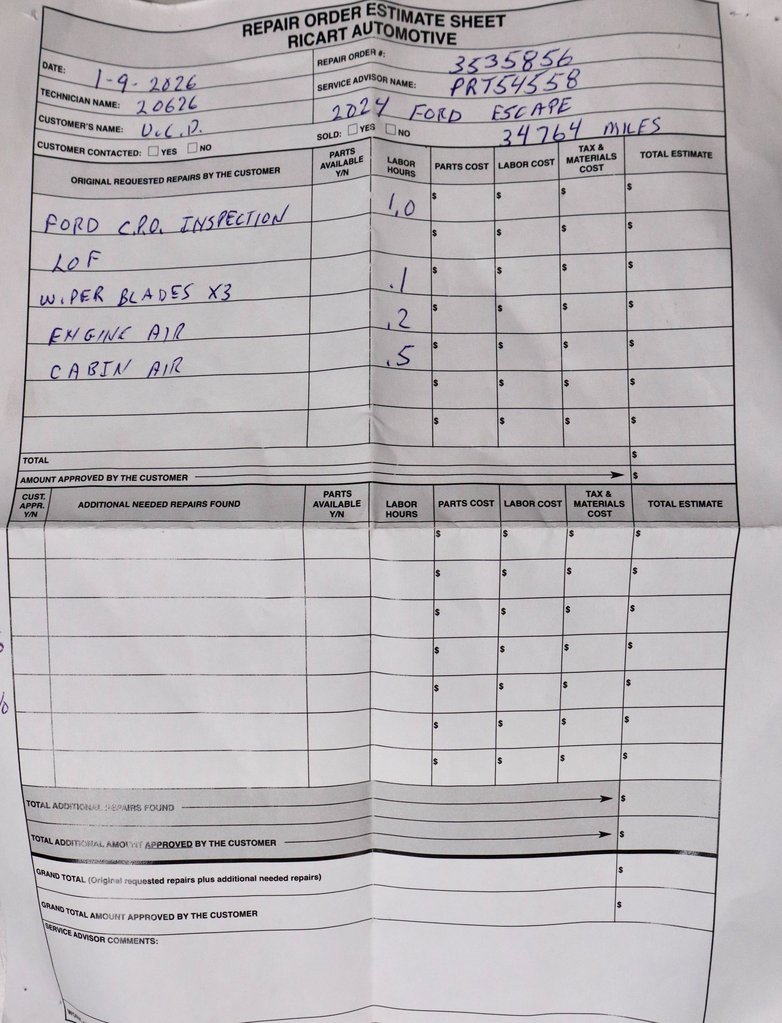 REPAIR ORDER ESTIMATE SHEET
RICART AUTOMOTIVE
DATE: 1-9-2026
REPAIR ORDER #: 3535856
TECHNICIAN NAME: 20626
SERVICE ADVISOR NAME: PRT54558
CUSTOMER'S NAME: U.C.D.
2024 FORD ESCAPE
CUSTOMER CONTACTED: YES NO
SOLD: YES NO
34764 MILES
ORIGINAL REQUESTED REPAIRS BY THE CUSTOMER PARTS AVAILABLE Y/N LABOR HOURS PARTS COST LABOR COST TAX & MATERIALS COST TOTAL ESTIMATE
FORD C.P.O. INSPECTION 1.0 $ $ $ $
LOF $ $ $ $
WIPER BLADES X3 .1 $ $ $ $
ENGINE AIR .2 $ $ $ $
CABIN AIR .5 $ $ $ $
$ $ $ $
$ $ $ $
TOTAL $
AMOUNT APPROVED BY THE CUSTOMER $
CUST. APPR. Y/N ADDITIONAL NEEDED REPAIRS FOUND PARTS AVAILABLE Y/N LABOR HOURS PARTS COST LABOR COST TAX & MATERIALS COST TOTAL ESTIMATE
$ $ $ $
$ $ $ $
$ $ $ $
$ $ $ $
$ $ $ $
$ $ $ $
$ $ $ $
TOTAL ADDITIONAL REPAIRS FOUND $
TOTAL ADDITIONAL AMOUNT APPROVED BY THE CUSTOMER $
GRAND TOTAL (Original requested repairs plus additional needed repairs) $
GRAND TOTAL AMOUNT APPROVED BY THE CUSTOMER $
SERVICE ADVISOR COMMENTS: